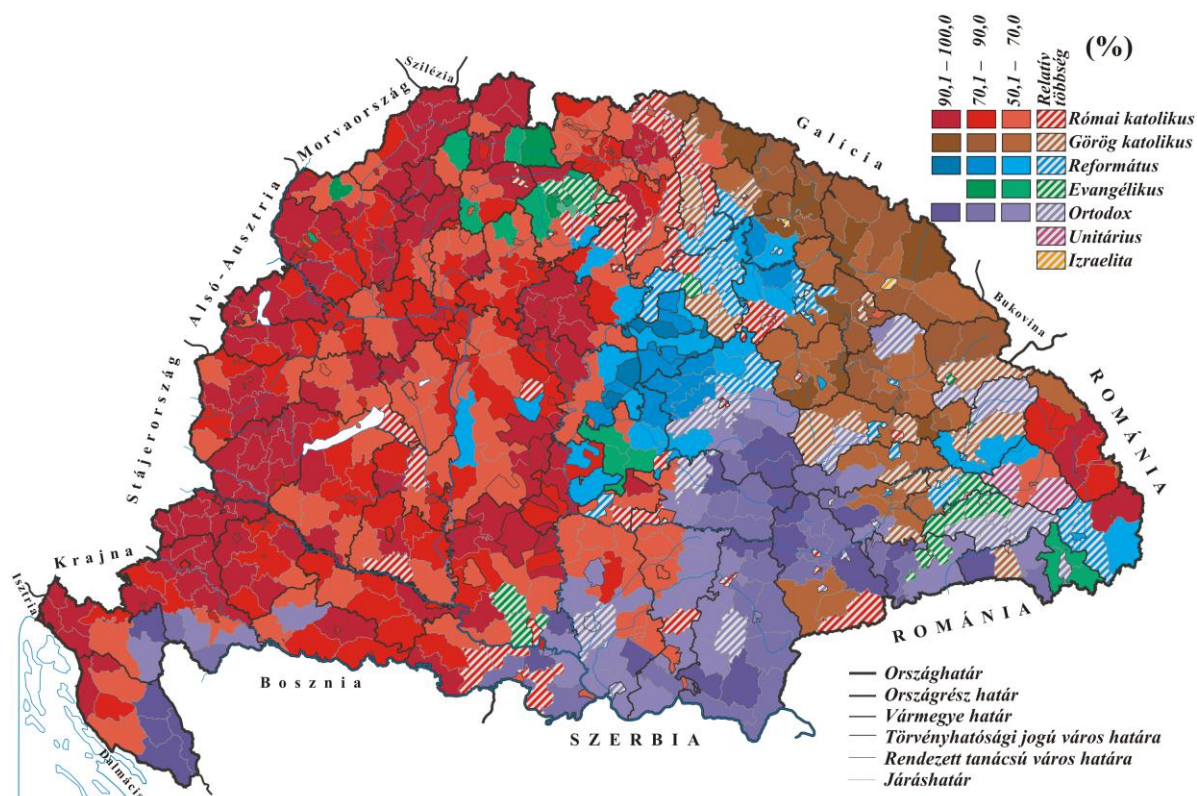 90,1 – 100,0
70,1 – 90,0
50,1 – 70,0
Relatív
többség
(%)
Római katolikus
Görög katolikus
Református
Evangélikus
Ortodox
Unitárius
Izraelita
Szilézia
Morvaország
Galícia
Alsó-Ausztria
Bukovina
Stájerország
ROMÁNIA
Krajna
Isztria
ROMÁNIA
Bosznia
SZERBIA
Dalmácia
Országhatár
Országrész határ
Vármegye határ
Törvényhatósági jogú város határa
Rendezett tanácsú város határa
Járáshatár